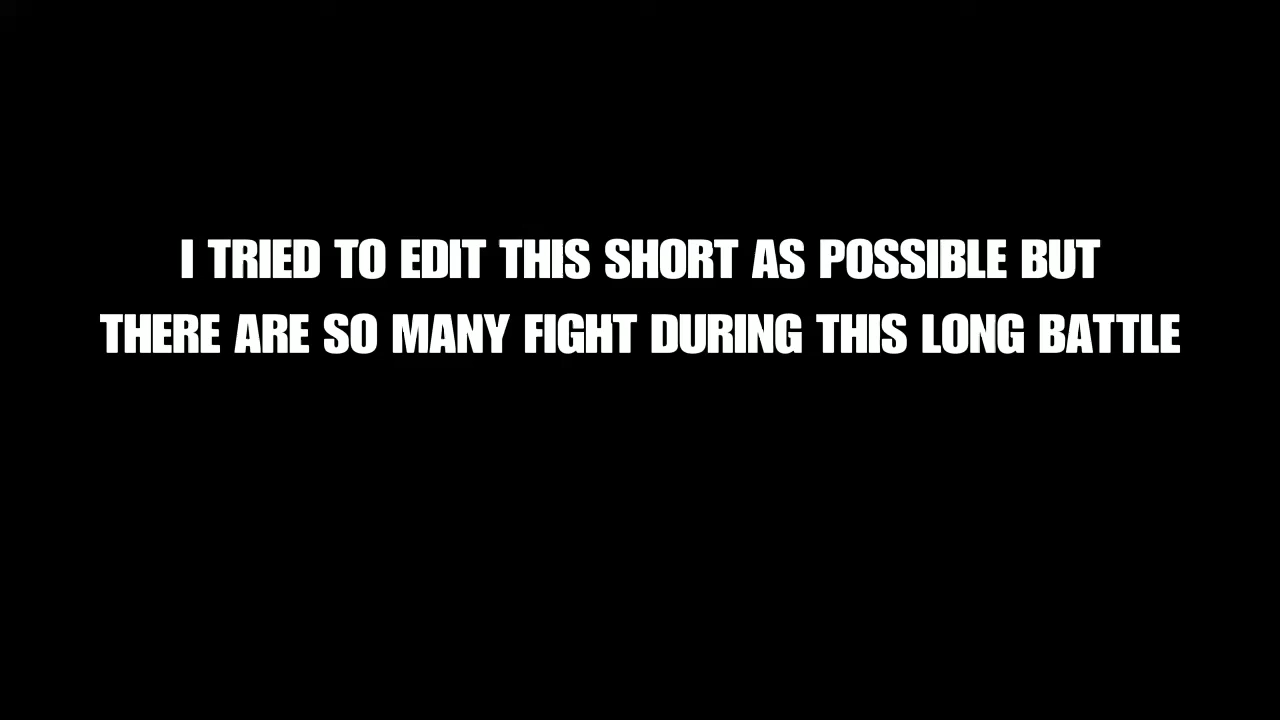 I TRIED TO EDIT THIS SHORT AS POSSIBLE BUT
THERE ARE SO MANY FIGHT DURING THIS LONG BATTLE